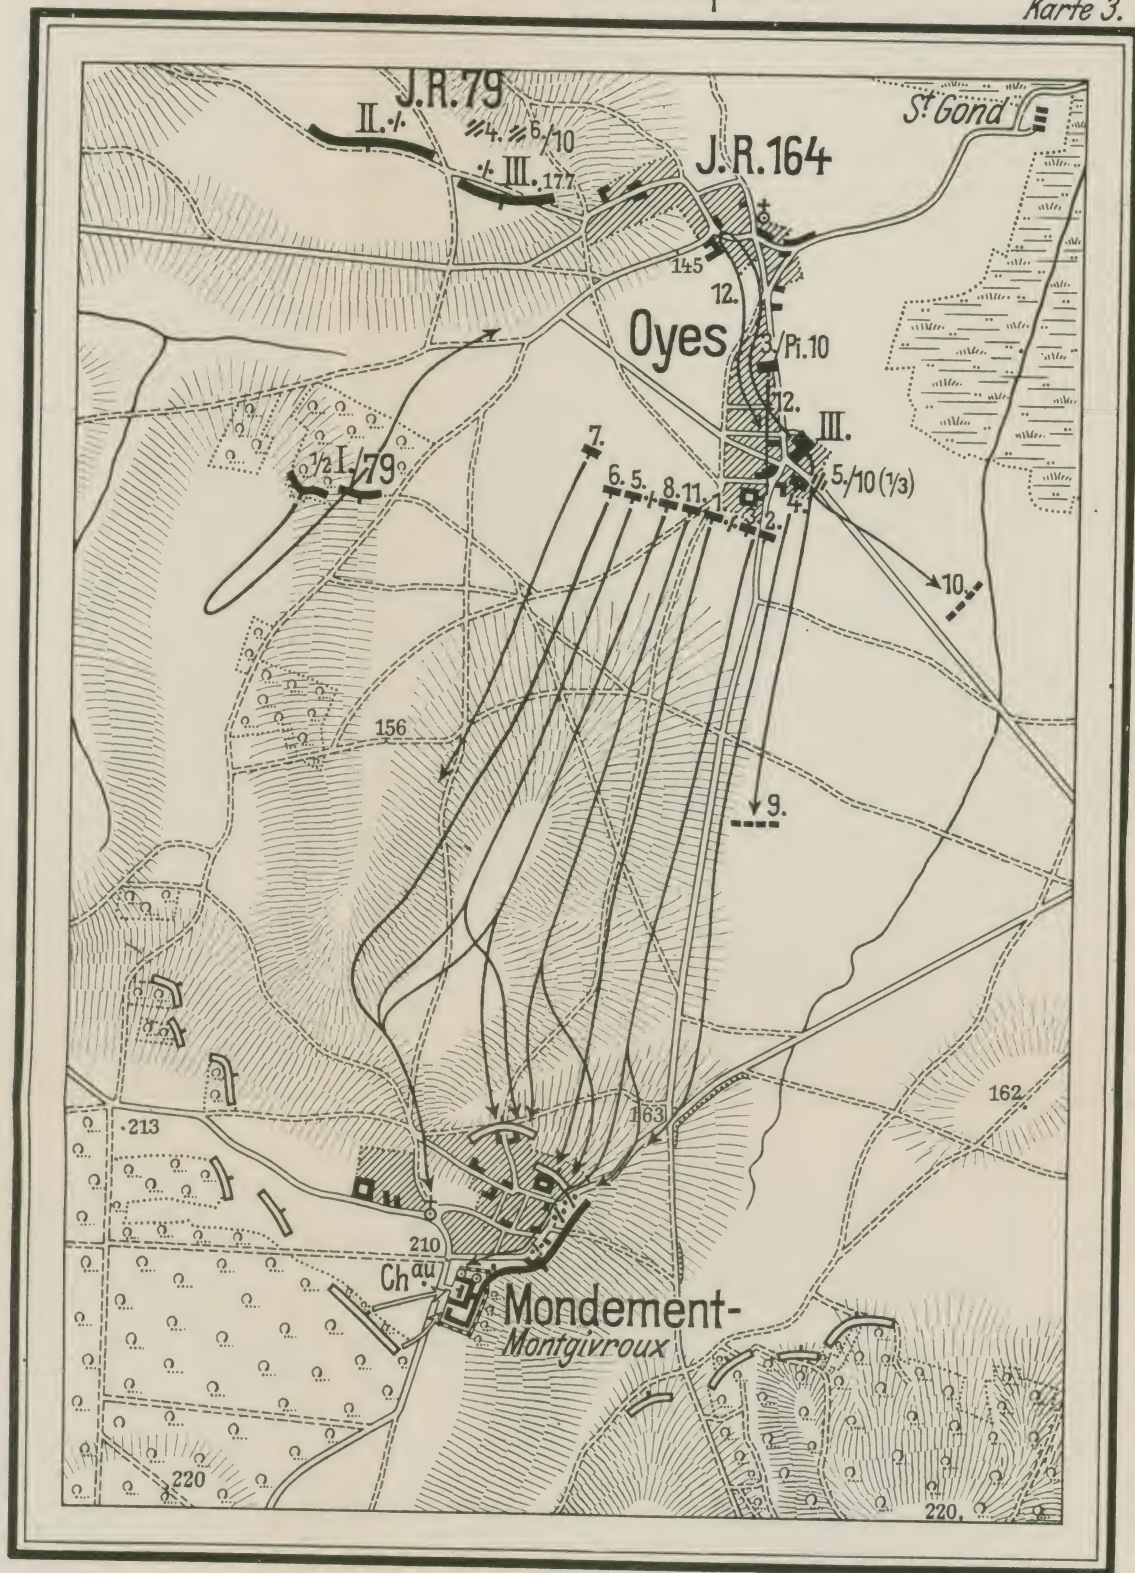 Karte 3.
J.R.79
St Gond
II.
4. 6./10
J.R.164
III. 177
145
12.
Oyes
3/Pi.10
12.
III.
7.
½ I./79
6. 5. 8. 11. 1. 3. 2. 4. 5./10 (1/3)
10.
156
9.
163
162
213
210
Chau.
Mondement-
Montgivroux
220
220